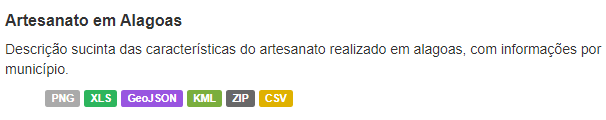 Artesanato em Alagoas
Descrição sucinta das características do artesanato realizado em alagoas, com informações por
município.
PNG XLS GeoJSON KML ZIP CSV